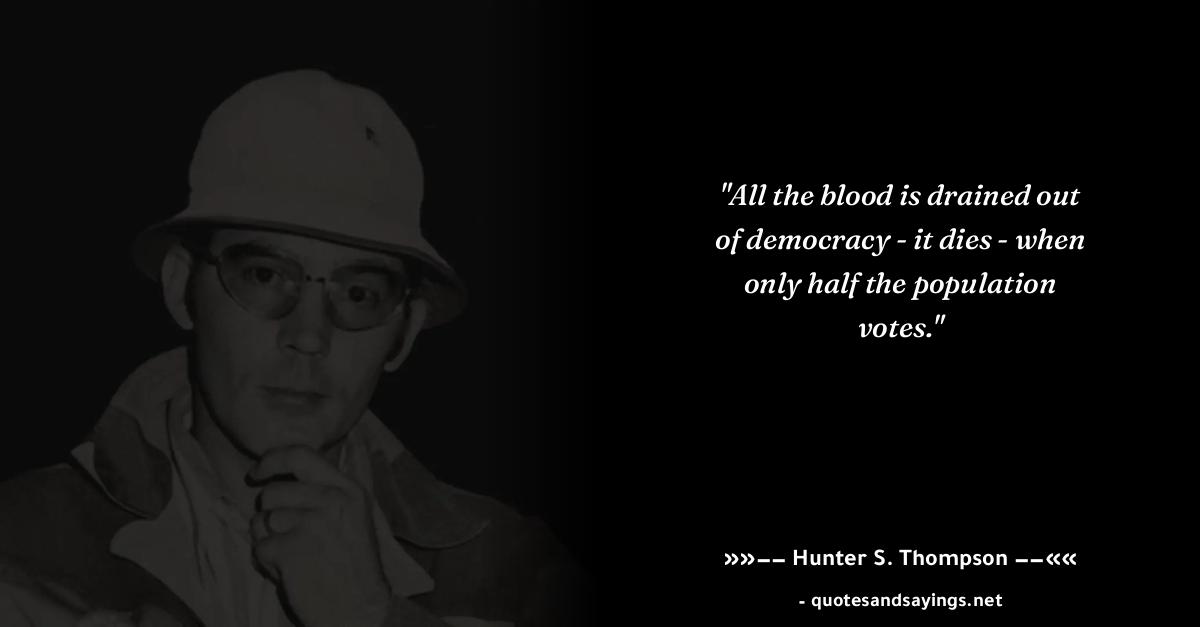 "All the blood is drained out
of democracy - it dies - when
only half the population
votes."
»»—— Hunter S. Thompson ——««
- quotesandsayings.net